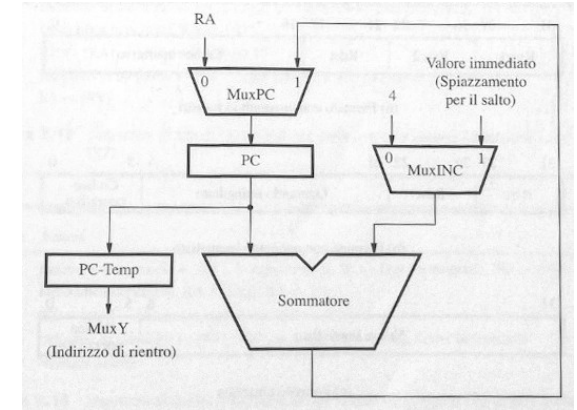 RA
0 1
MuxPC
Valore immediato
(Spiazzamento
per il salto)
4
PC
0 1
MuxINC
PC-Temp
Sommatore
MuxY
(Indirizzo di rientro)